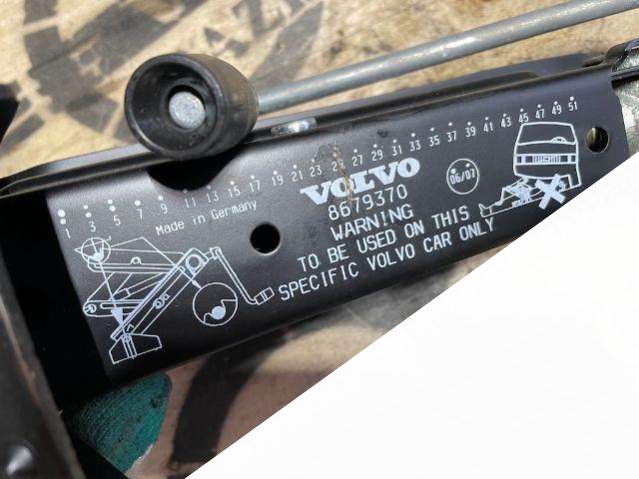 1 3 5 7 9 11 13 15 17 19 21 23 25 27 29 31 33 35 37 39 41 43 45 47 49 51
Made in Germany
VOLVO
06/07
8679370
WARNING
TO BE USED ON THIS
SPECIFIC VOLVO CAR ONLY